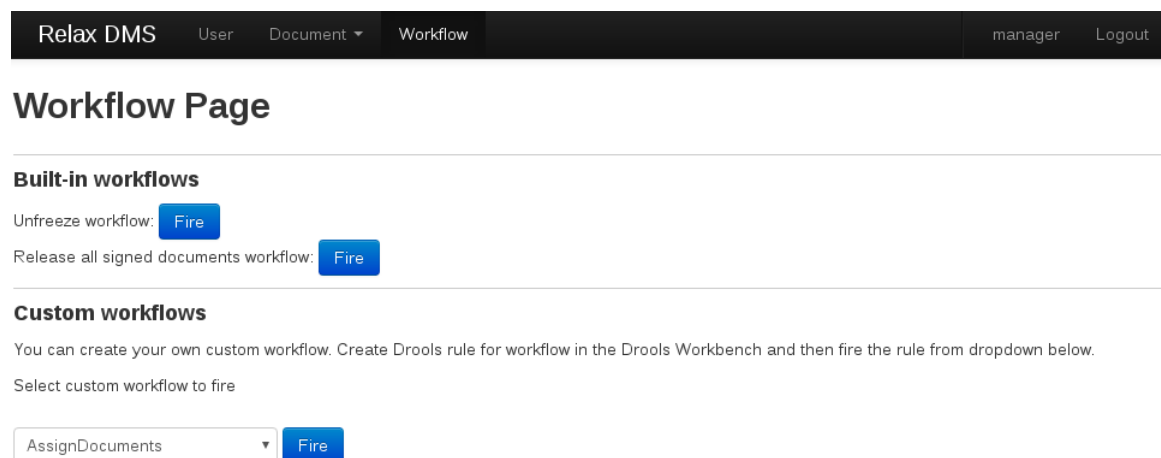 Relax DMS User Document Workflow manager Logout
Workflow Page
Built-in workflows
Unfreeze workflow: Fire
Release all signed documents workflow: Fire
Custom workflows
You can create your own custom workflow. Create Drools rule for workflow in the Drools Workbench and then fire the rule from dropdown below.
Select custom workflow to fire
AssignDocuments Fire